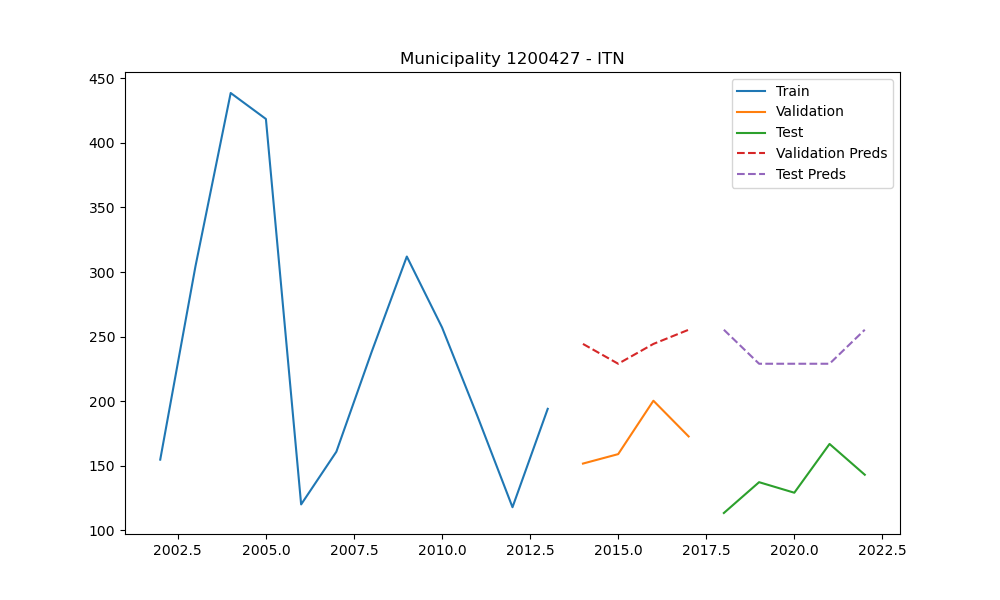 Municipality 1200427 - ITN
Train
Validation
Test
Validation Preds
Test Preds
450
400
350
300
250
200
150
100
2002.5 2005.0 2007.5 2010.0 2012.5 2015.0 2017.5 2020.0 2022.5